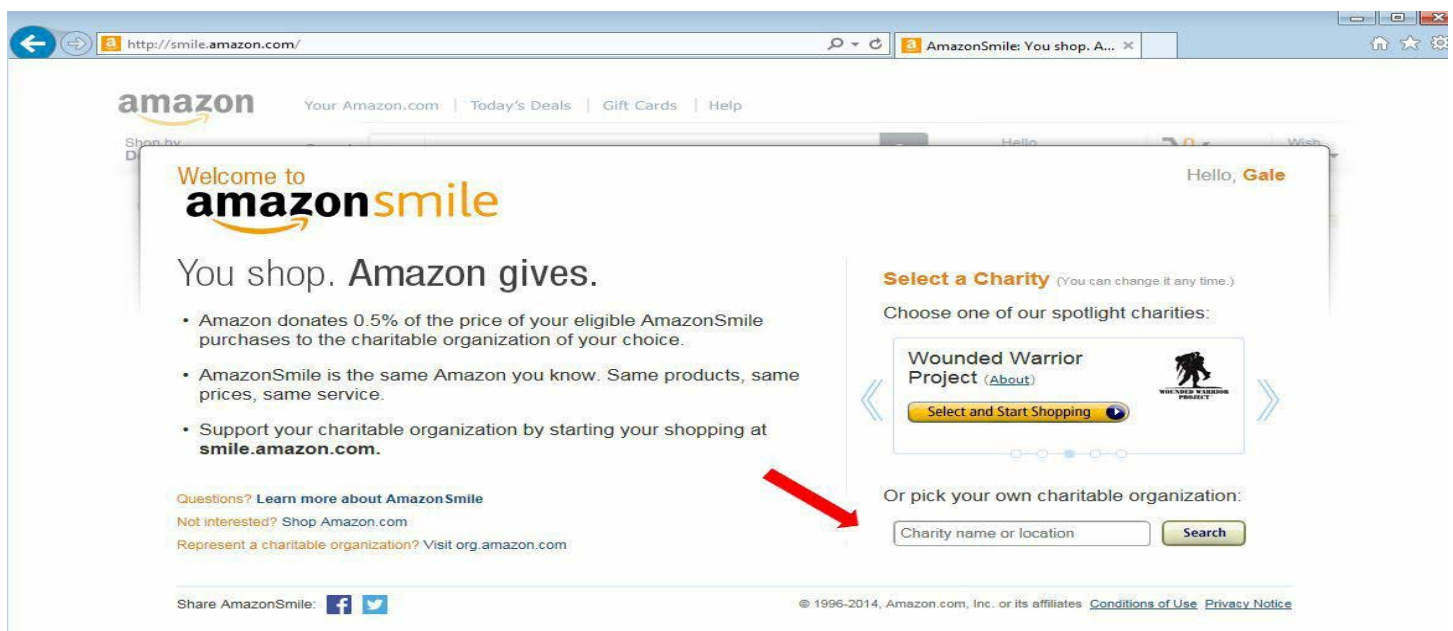 http://smile.amazon.com/
AmazonSmile: You shop. A...
amazon
Your Amazon.com | Today's Deals | Gift Cards | Help
Shop by
Hello
Wish
Welcome to
amazonsmile
Hello, Gale
You shop. Amazon gives.
• Amazon donates 0.5% of the price of your eligible AmazonSmile
purchases to the charitable organization of your choice.
• AmazonSmile is the same Amazon you know. Same products, same
prices, same service.
• Support your charitable organization by starting your shopping at
smile.amazon.com.
Questions? Learn more about AmazonSmile
Not interested? Shop Amazon.com
Represent a charitable organization? Visit org.amazon.com
Select a Charity (You can change it any time.)
Choose one of our spotlight charities:
Wounded Warrior
Project (About)
WOUNDED WARRIOR
PROJECT
Select and Start Shopping
Or pick your own charitable organization:
Charity name or location
Search
Share AmazonSmile:
© 1996-2014, Amazon.com, Inc. or its affiliates Conditions of Use Privacy Notice